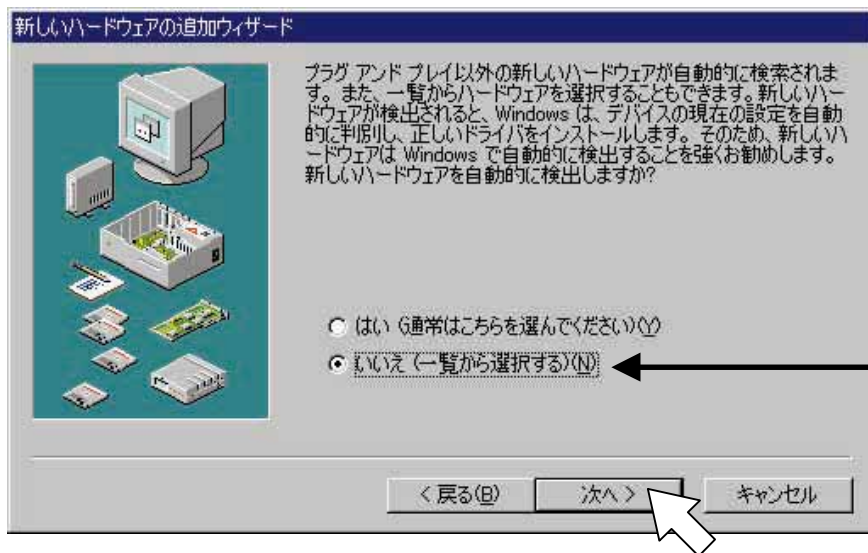 新しいハードウェアの追加ウィザード
プラグ アンド プレイ以外の新しいハードウェアが自動的に検索されま
す。また、一覧からハードウェアを選択することもできます。新しいハー
ドウェアが検出されると、Windows は、デバイスの現在の設定を自動
的に判別し、正しいドライバをインストールします。そのため、新しいハ
ードウェアは Windows で自動的に検出することを強くお勧めします。
新しいハードウェアを自動的に検出しますか?
はい (通常はこちらを選んでください)(Y)
いいえ (一覧から選択する)(N)
< 戻る(B)
次へ >
キャンセル